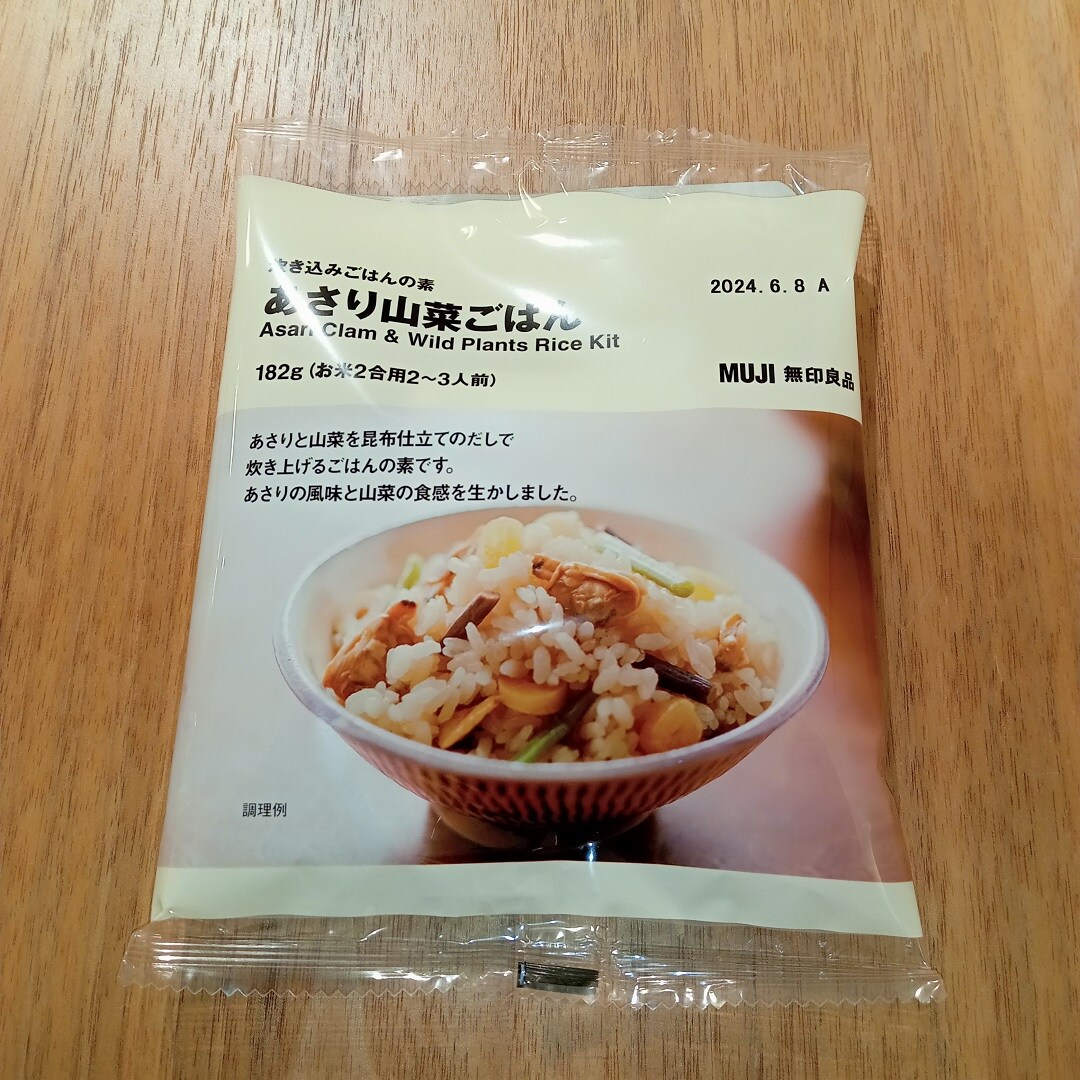 炊き込みごはんの素
あさり山菜ごはん
Asari Clam & Wild Plants Rice Kit
182g(お米2合用2～3人前)
2024.6.8 A
MUJI 無印良品
あさりと山菜を昆布仕立てのだしで
炊き上げるごはんの素です。
あさりの風味と山菜の食感を生かしました。
調理例